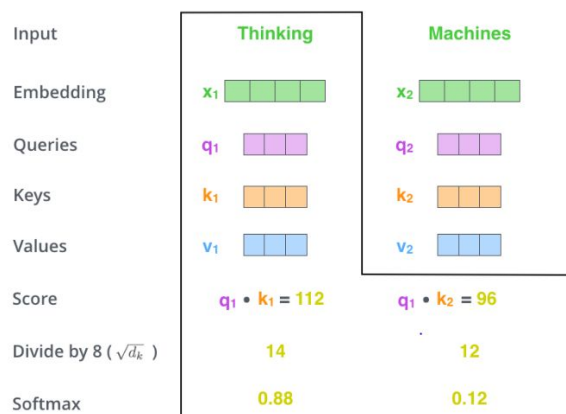 Input Thinking Machines
Embedding x₁ x₂
Queries q₁ q₂
Keys k₁ k₂
Values v₁ v₂
Score q₁ • k₁ = 112 q₁ • k₂ = 96
Divide by 8 ( √dₖ ) 14 12
Softmax 0.88 0.12